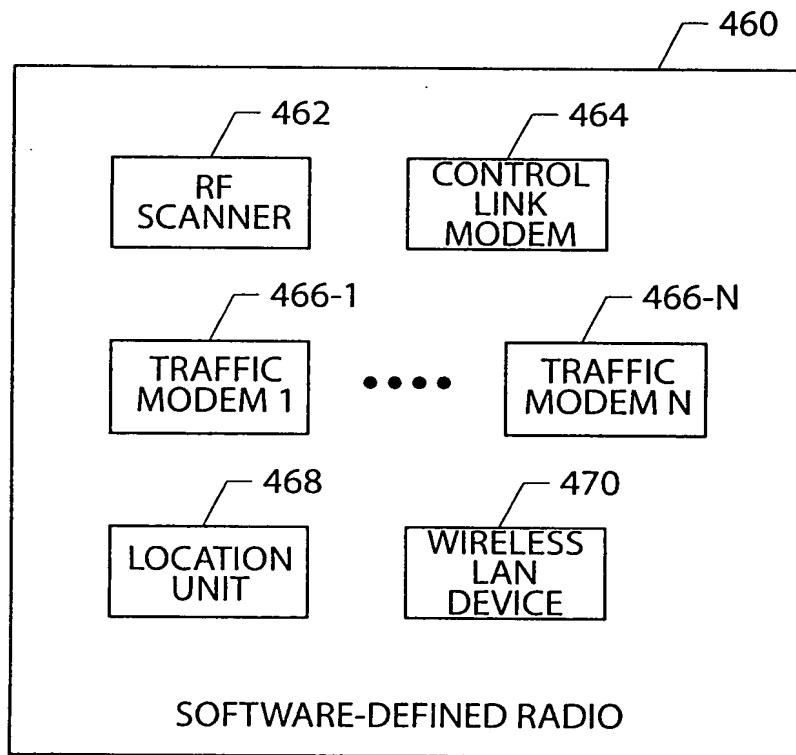 460
462
464
RF
SCANNER
CONTROL
LINK
MODEM
466-1
466-N
TRAFFIC
MODEM 1
TRAFFIC
MODEM N
468
470
LOCATION
UNIT
WIRELESS
LAN
DEVICE
SOFTWARE-DEFINED RADIO